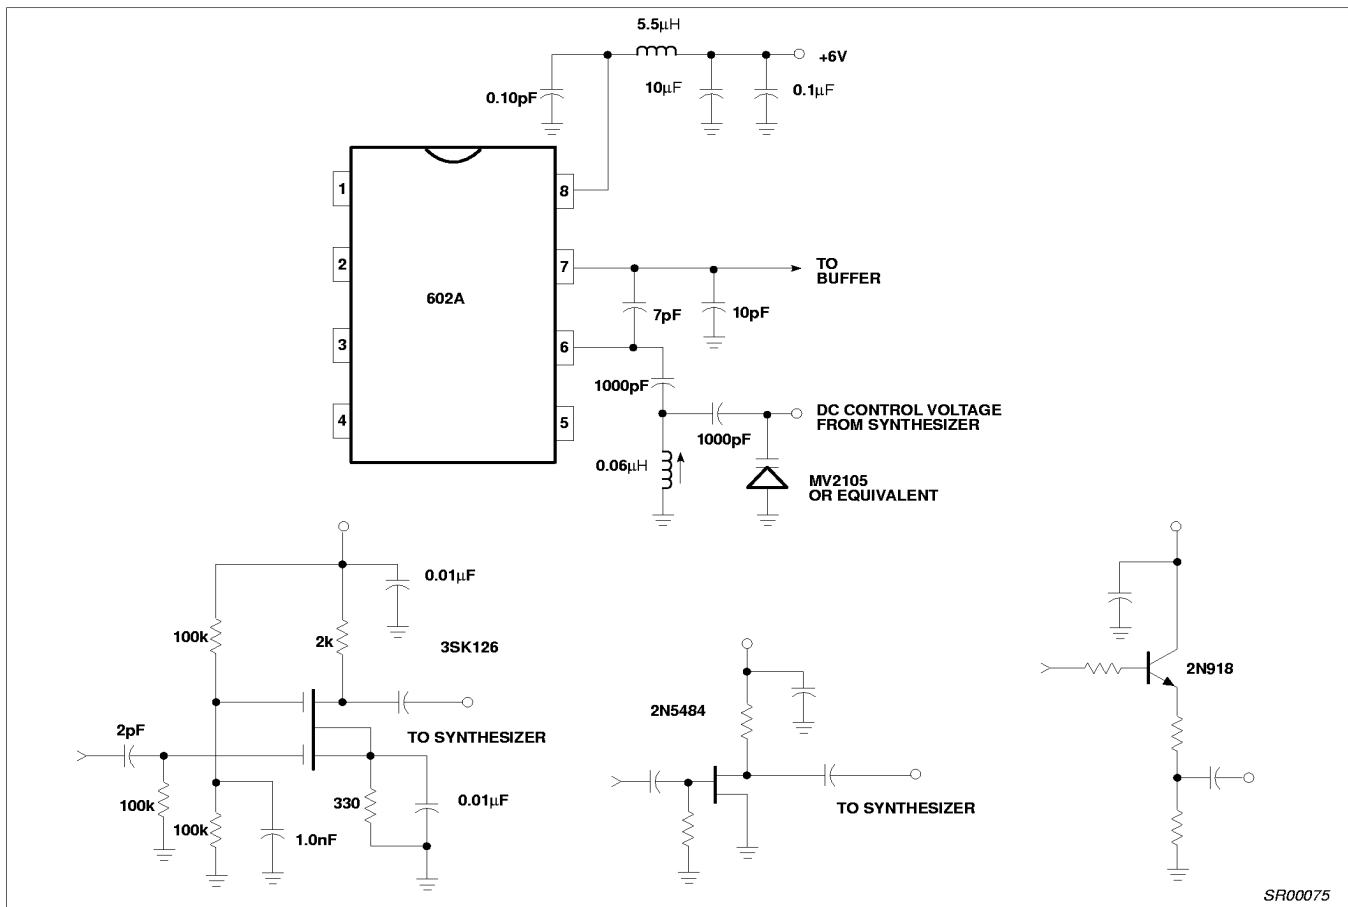 5.5µH
+6V
0.10pF
10µF
0.1µF
1
8
2
7
TO
BUFFER
602A
7pF
10pF
3
6
1000pF
4
5
DC CONTROL VOLTAGE
FROM SYNTHESIZER
1000pF
0.06µH
MV2105
OR EQUIVALENT
0.01µF
100k
2k
3SK126
2N918
2N5484
2pF
TO SYNTHESIZER
100k
330
0.01µF
TO SYNTHESIZER
100k
1.0nF
SR00075